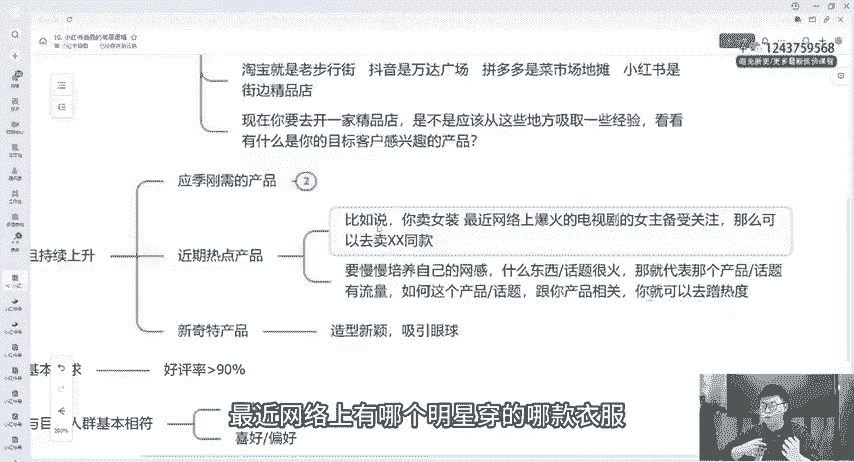 10. 小红书选品的底层逻辑
1243759568
淘宝就是老步行街 抖音是万达广场 拼多多是菜市场地摊 小红书是
街边精品店
现在你要去开一家精品店，是不是应该从这些地方吸取一些经验，看看
有什么是你的目标客户感兴趣的产品？
应季刚需的产品
2
且持续上升
近期热点产品
比如说，你卖女装 最近网络上爆火的电视剧的女主备受关注，那么可
以去卖XX同款
要慢慢培养自己的网感，什么东西/话题很火，那就代表那个产品/话题
有流量，如何这个产品/话题，跟你产品相关，你就可以去蹭热度
新奇特产品
造型新颖，吸引眼球
好评率>90%
人群基本相符
喜好/偏好
最近网络上有哪个明星穿的哪款衣服